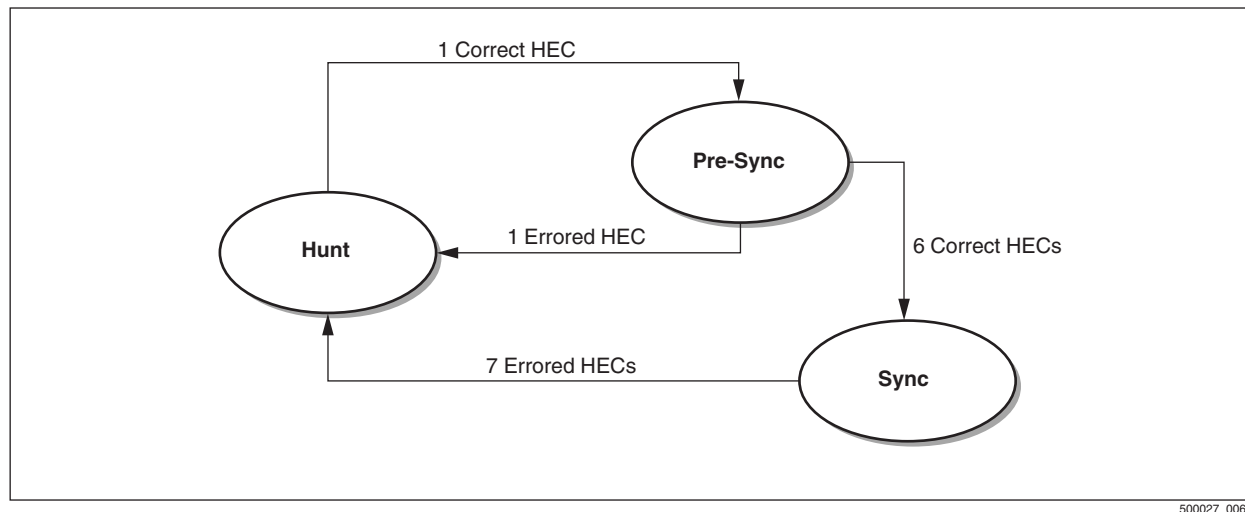 1 Correct HEC
Pre-Sync
Hunt
1 Errored HEC
6 Correct HECs
7 Errored HECs
Sync
500027_006